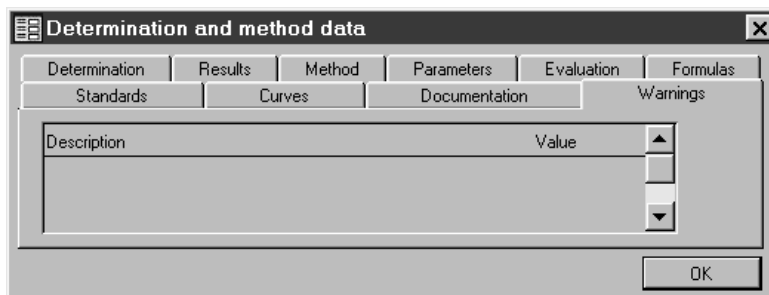 Determination and method data
Determination Results Method Parameters Evaluation Formulas
Standards Curves Documentation Warnings
Description Value
OK